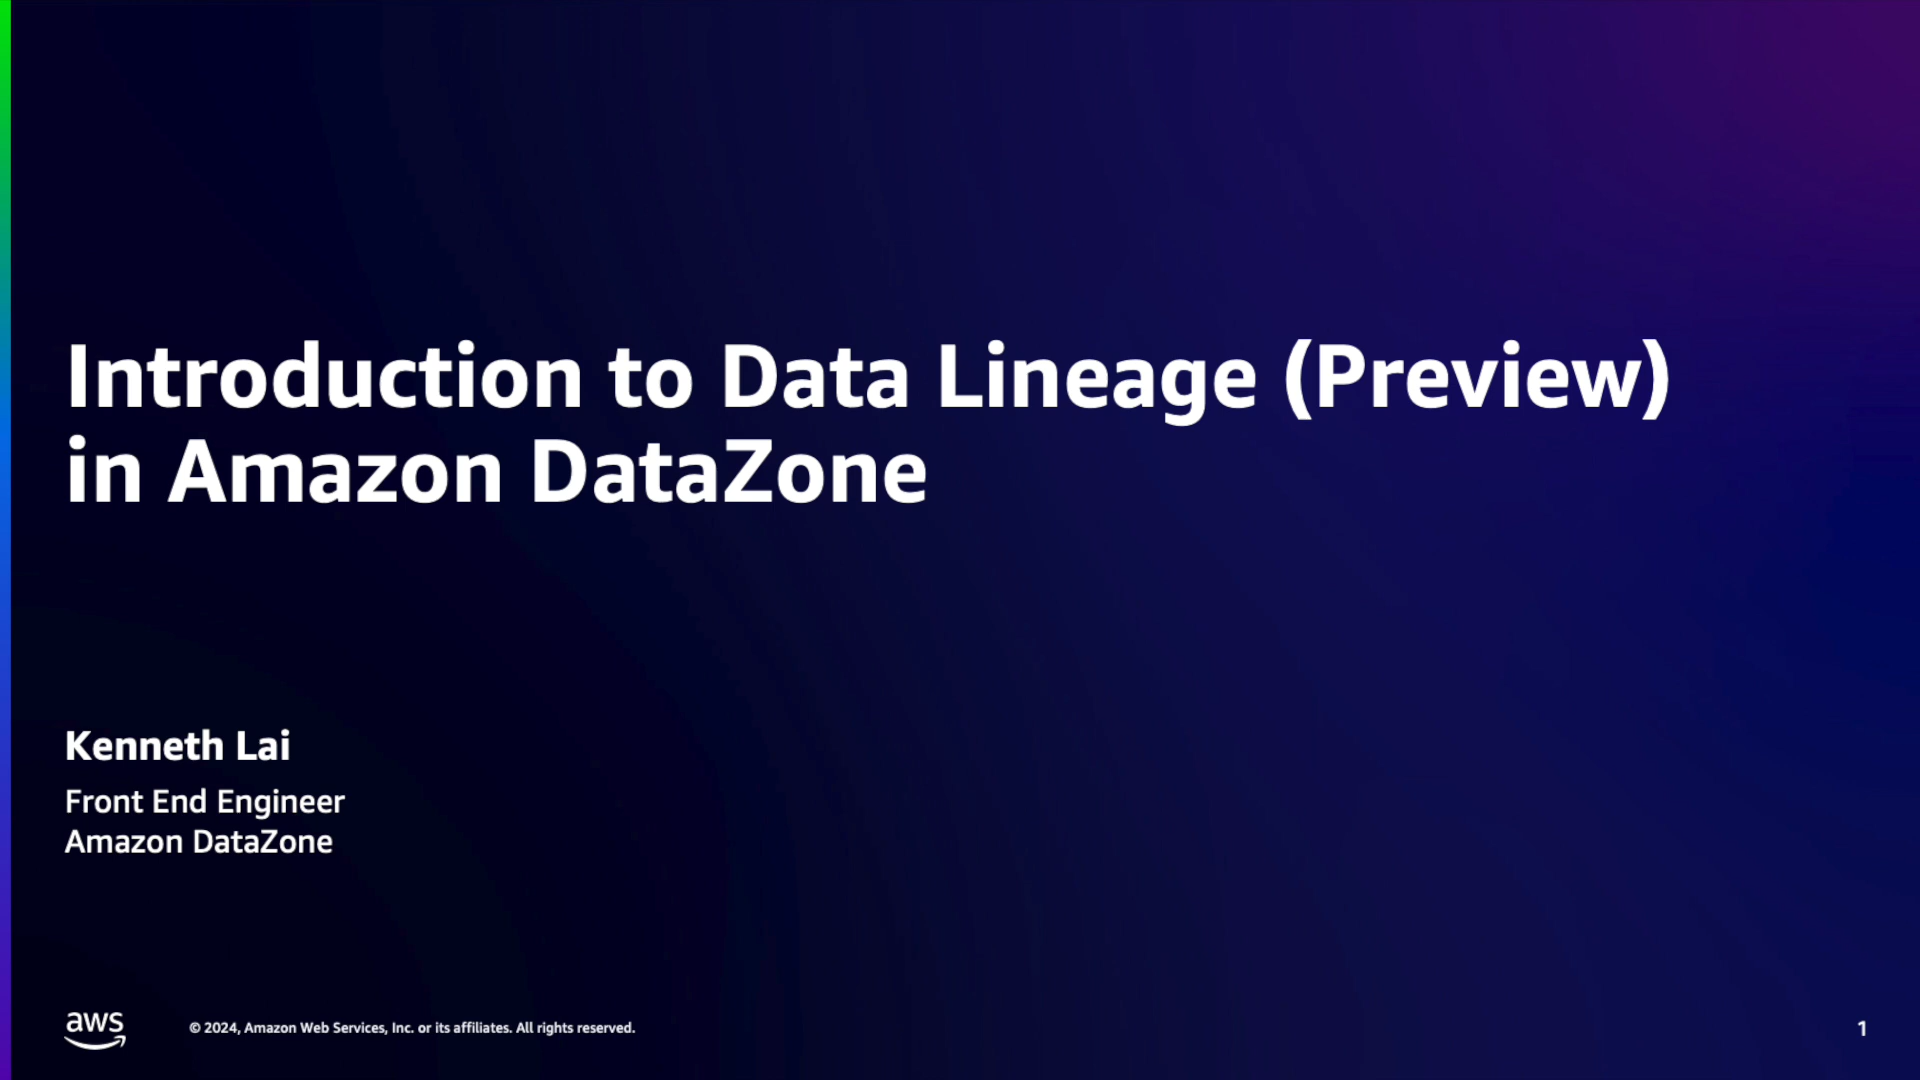 Introduction to Data Lineage (Preview)
in Amazon DataZone
Kenneth Lai
Front End Engineer
Amazon DataZone
aws
© 2024, Amazon Web Services, Inc. or its affiliates. All rights reserved.
1